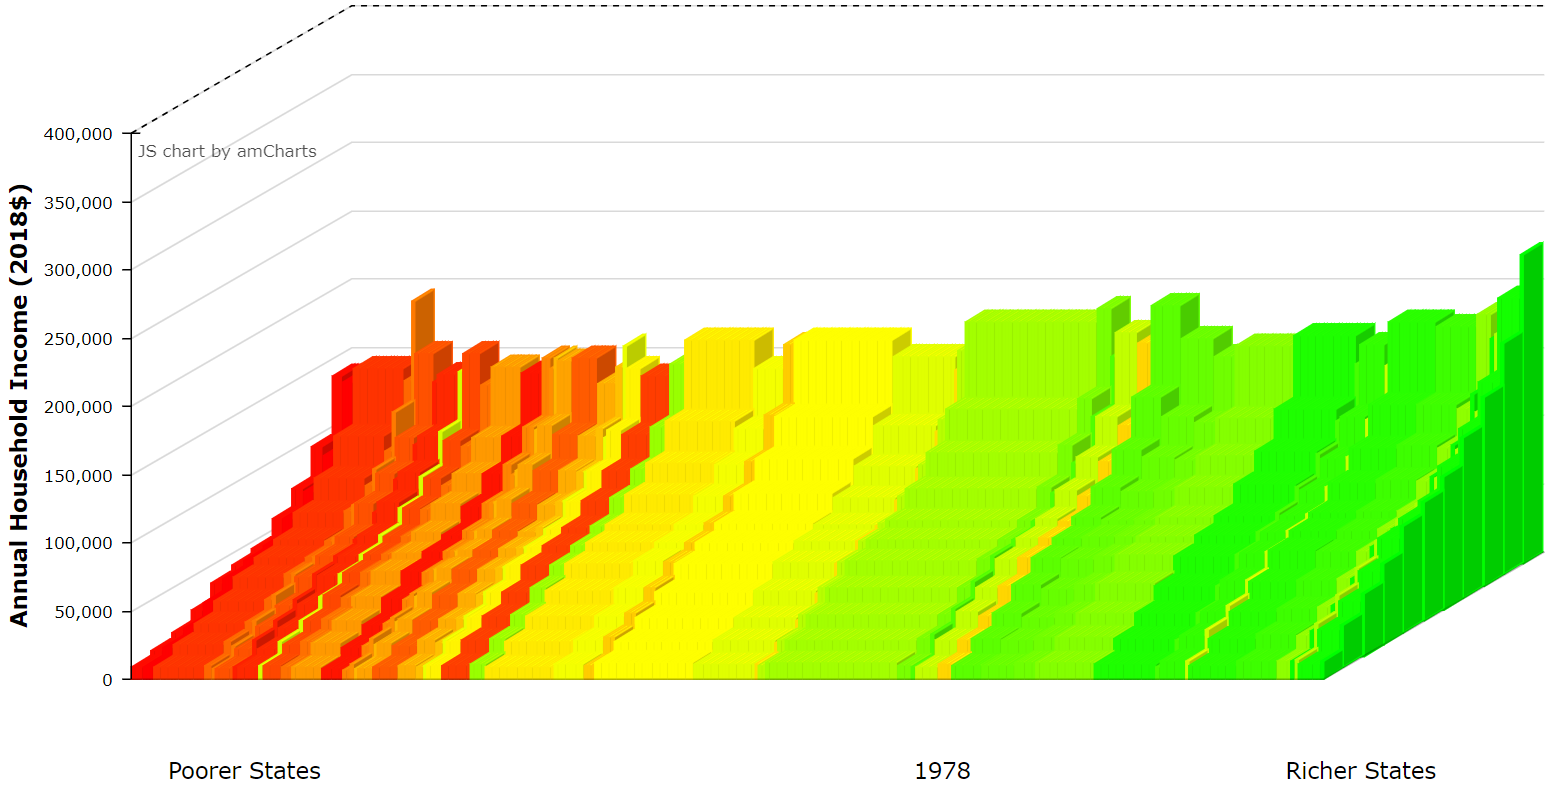 400,000
JS chart by amCharts
350,000
300,000
250,000
200,000
150,000
100,000
50,000
0
Annual Household Income (2018$)
Poorer States
1978
Richer States